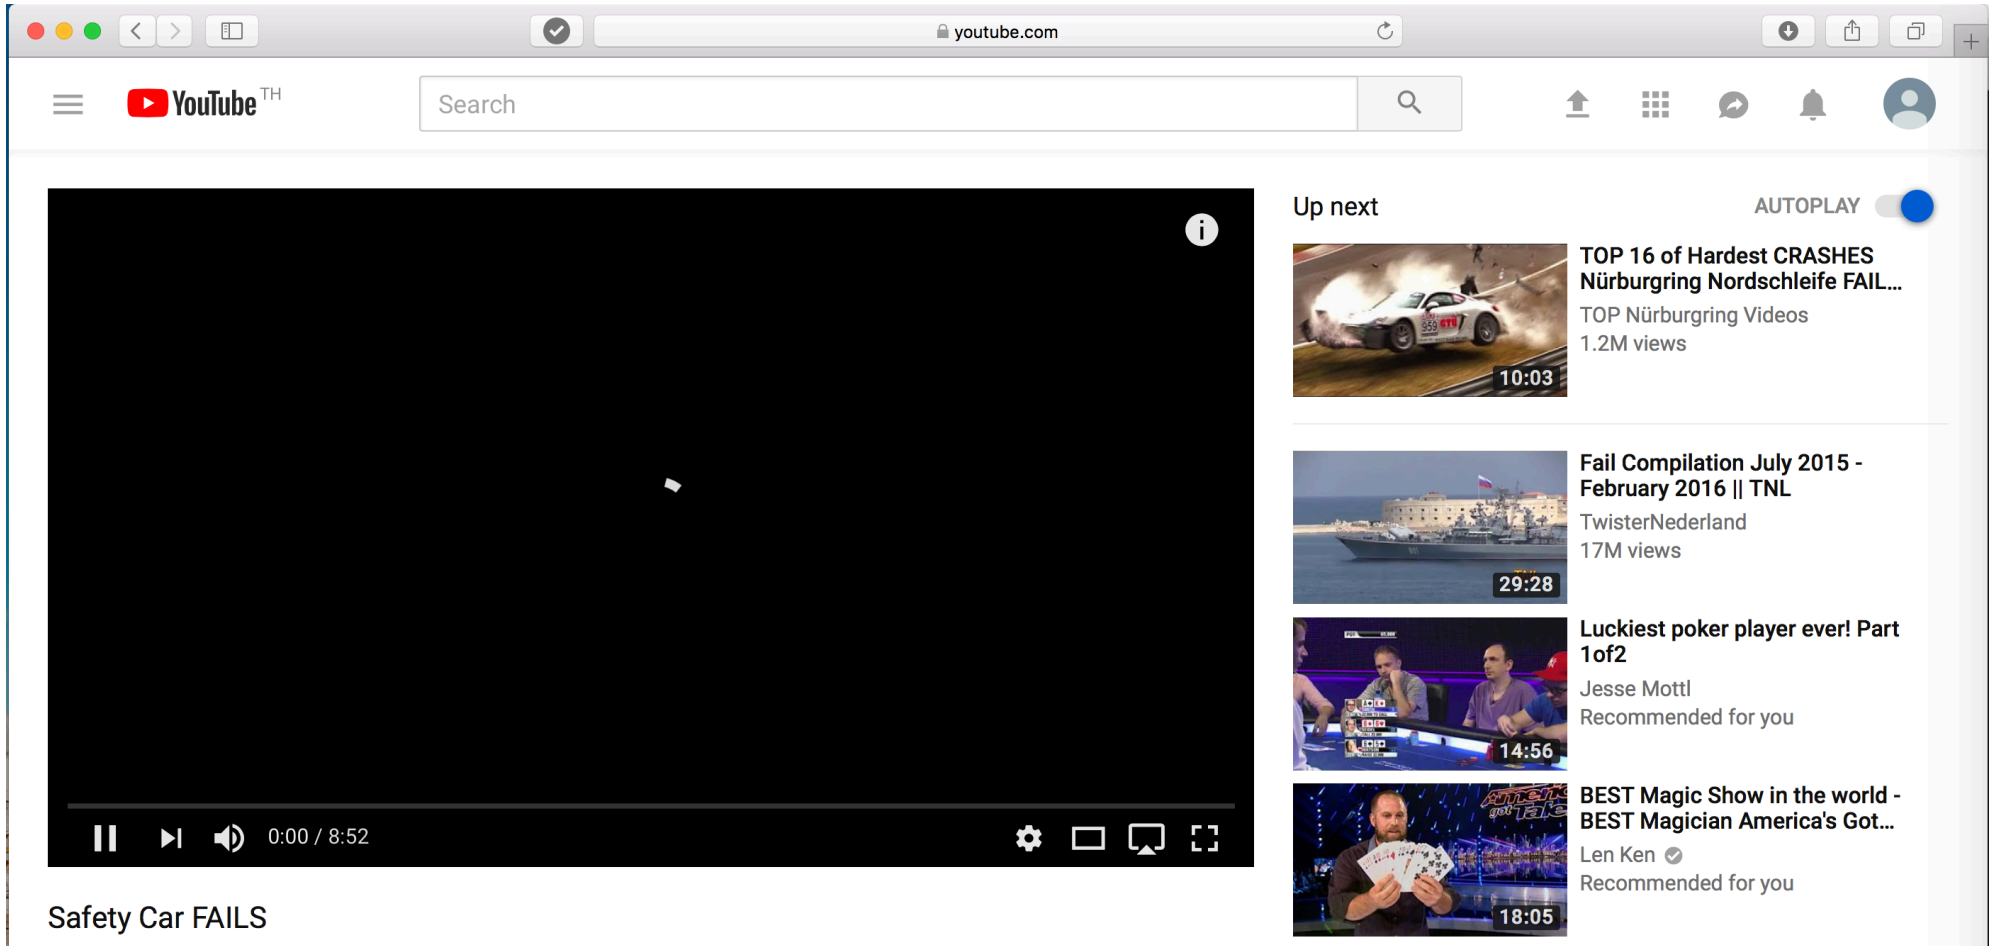 youtube.com
YouTube TH
Search
Up next
AUTOPLAY
TOP 16 of Hardest CRASHES
Nürburgring Nordschleife FAIL...
TOP Nürburgring Videos
1.2M views
959
GTÜ
10:03
Fail Compilation July 2015 -
February 2016 || TNL
TwisterNederland
17M views
29:28
Luckiest poker player ever! Part
1of2
Jesse Mottl
Recommended for you
14:56
BEST Magic Show in the world -
BEST Magician America's Got...
Len Ken
Recommended for you
18:05
0:00 / 8:52
Safety Car FAILS